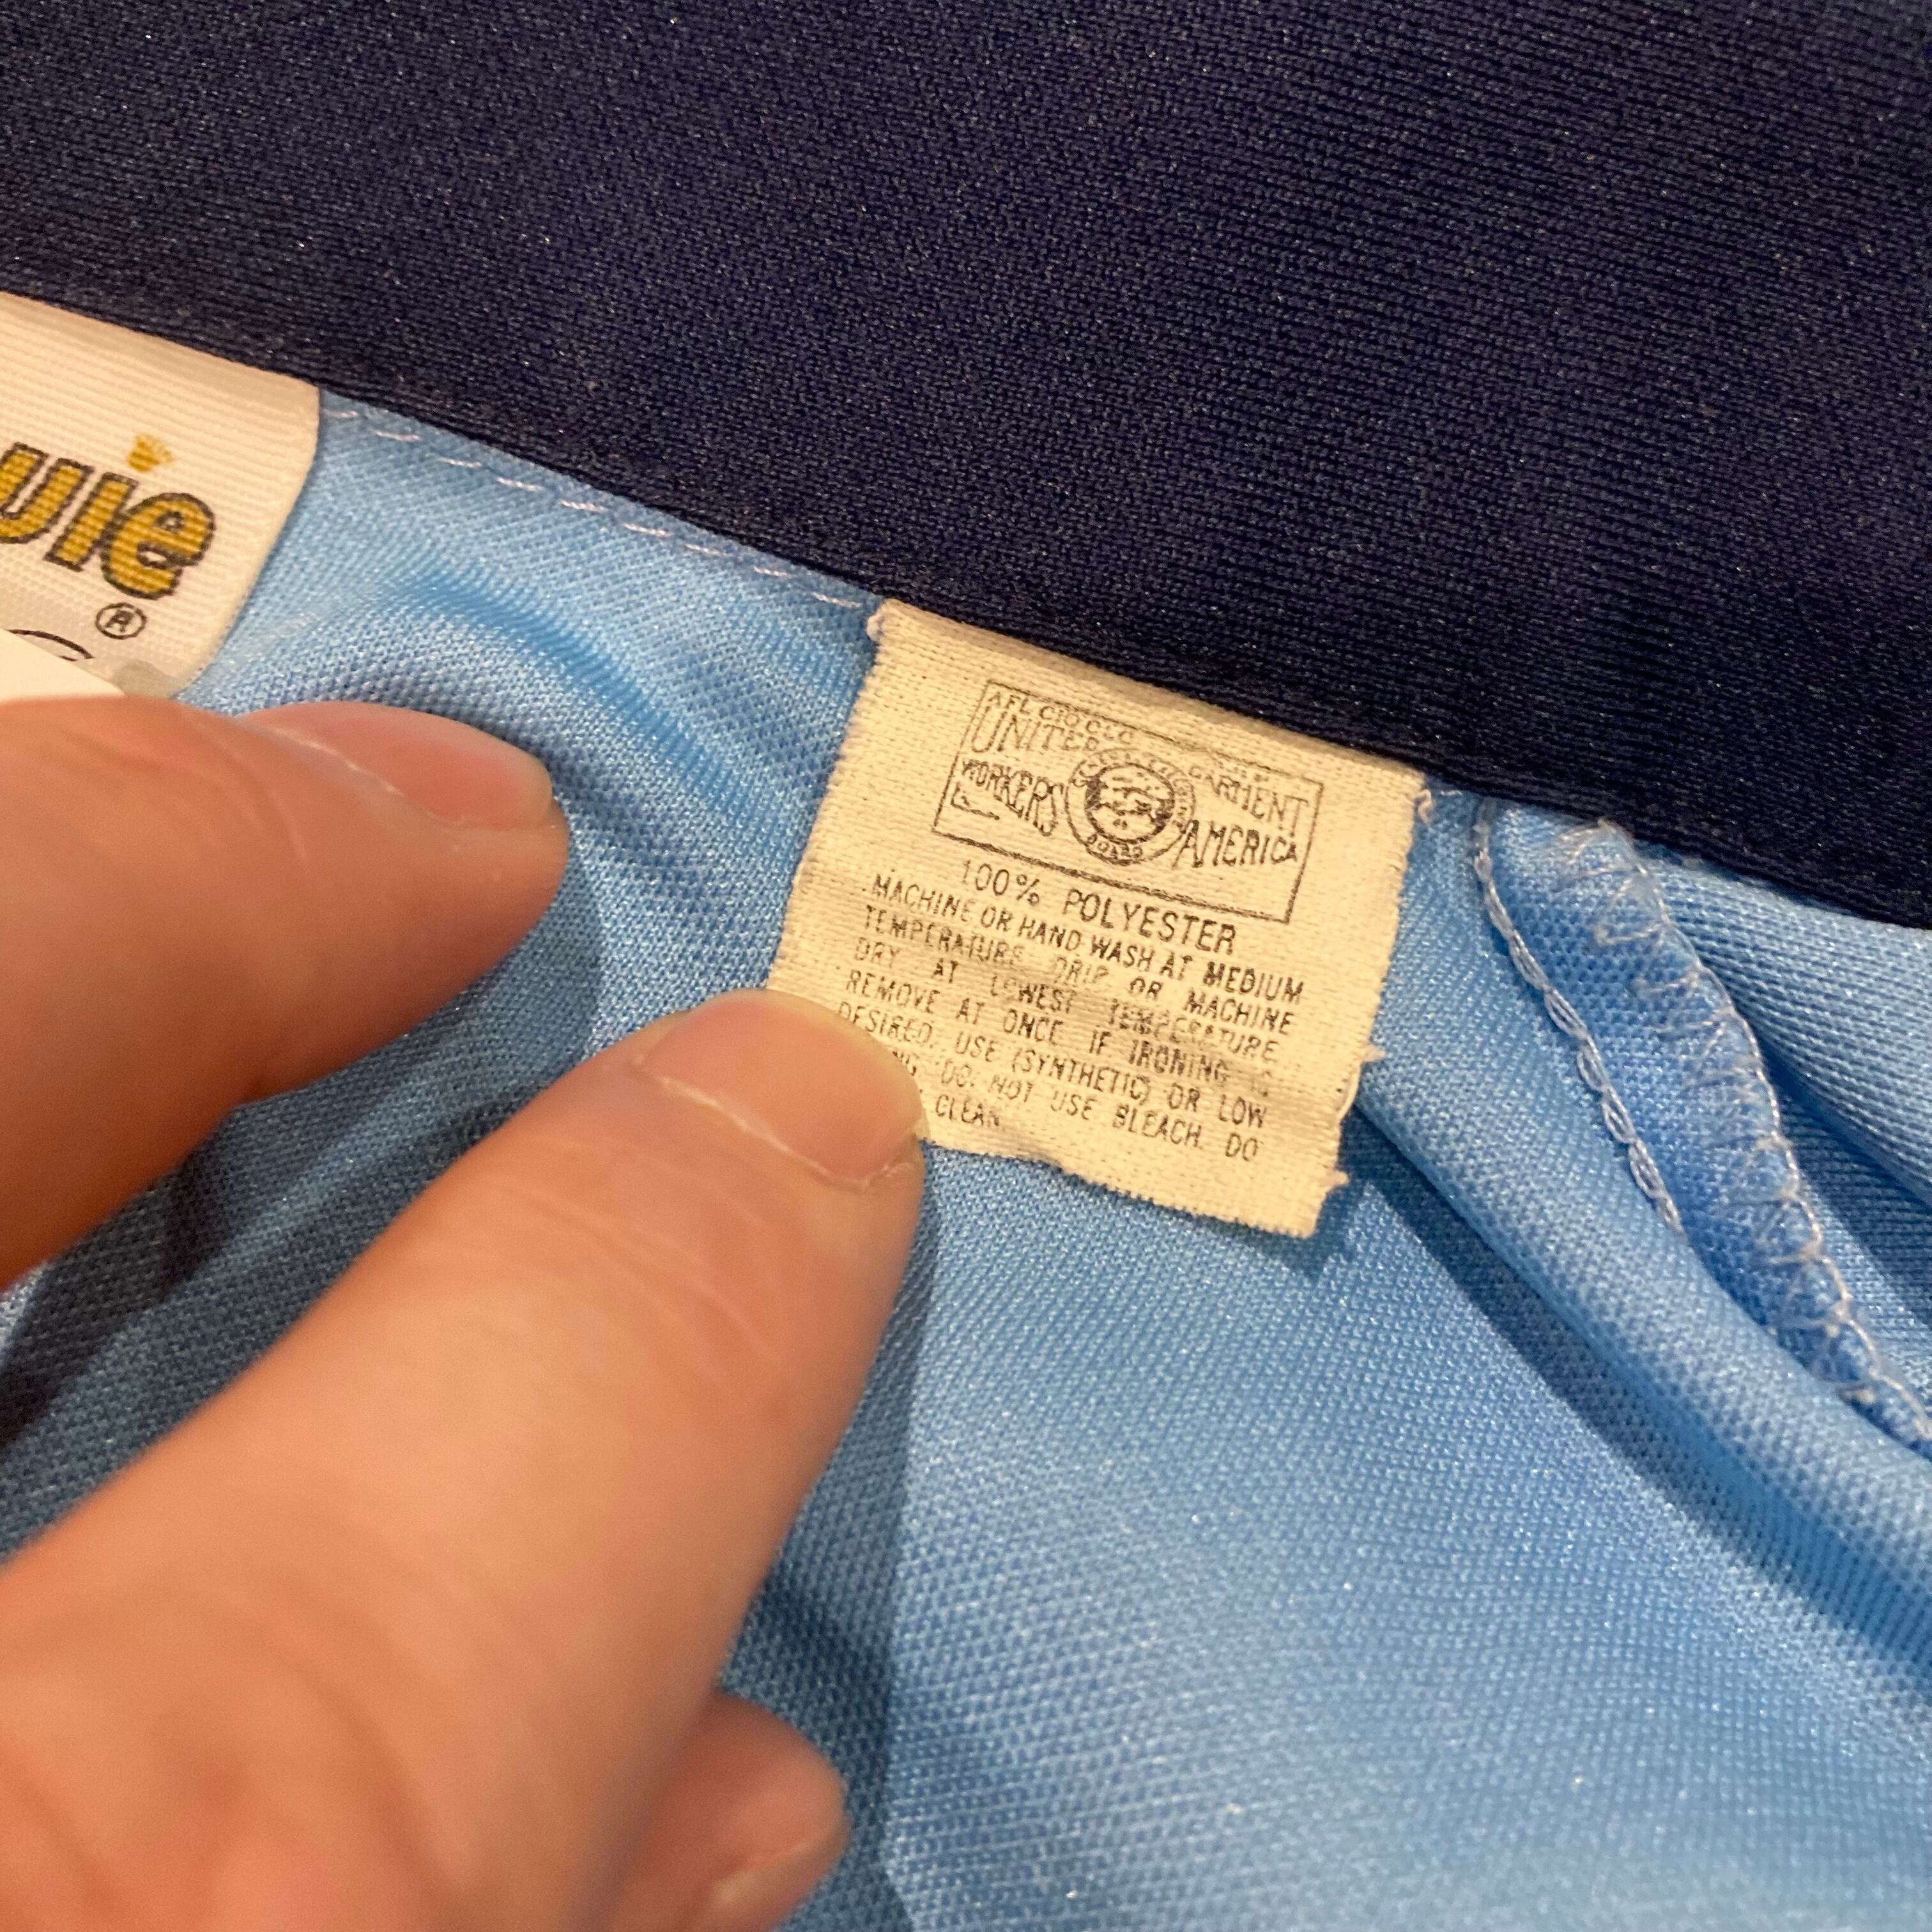 uie
®
AFL CIO CLC
UNITED GARMENT
WORKERS AMERICA
BOARD
100% POLYESTER
MACHINE OR HAND WASH AT MEDIUM
TEMPERATURE DRIP OR MACHINE
DRY AT LOWEST TEMPERATURE.
REMOVE AT ONCE IF IRONING IS
DESIRED. USE (SYNTHETIC) OR LOW
DO NOT USE BLEACH. DO
CLEAN.